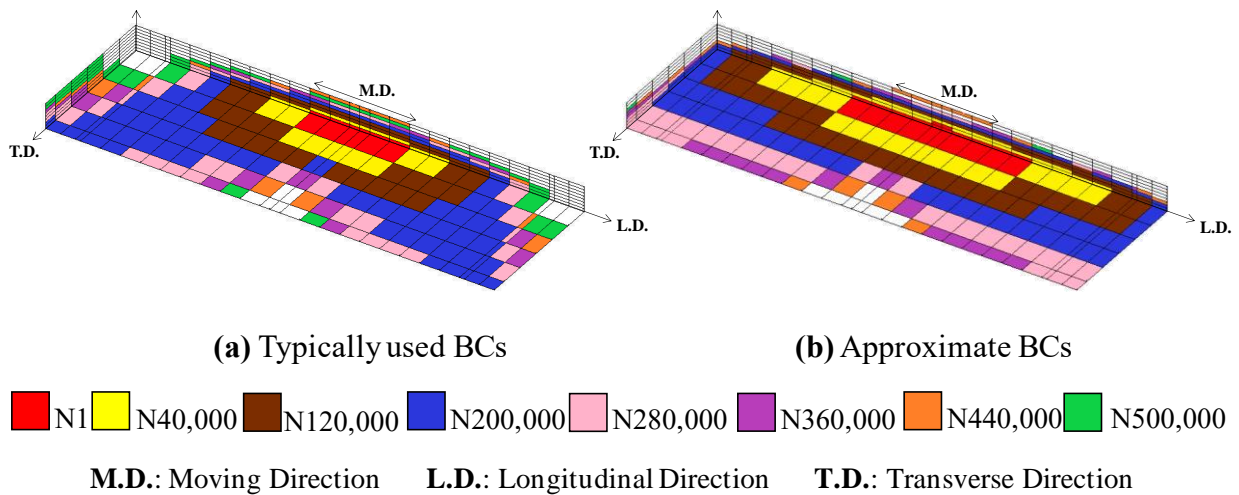 M.D.
M.D.
T.D.
T.D.
L.D.
L.D.
(a) Typically used BCs
(b) Approximate BCs
N1 N40,000 N120,000 N200,000 N280,000 N360,000 N440,000 N500,000
M.D.: Moving Direction L.D.: Longitudinal Direction T.D.: Transverse Direction